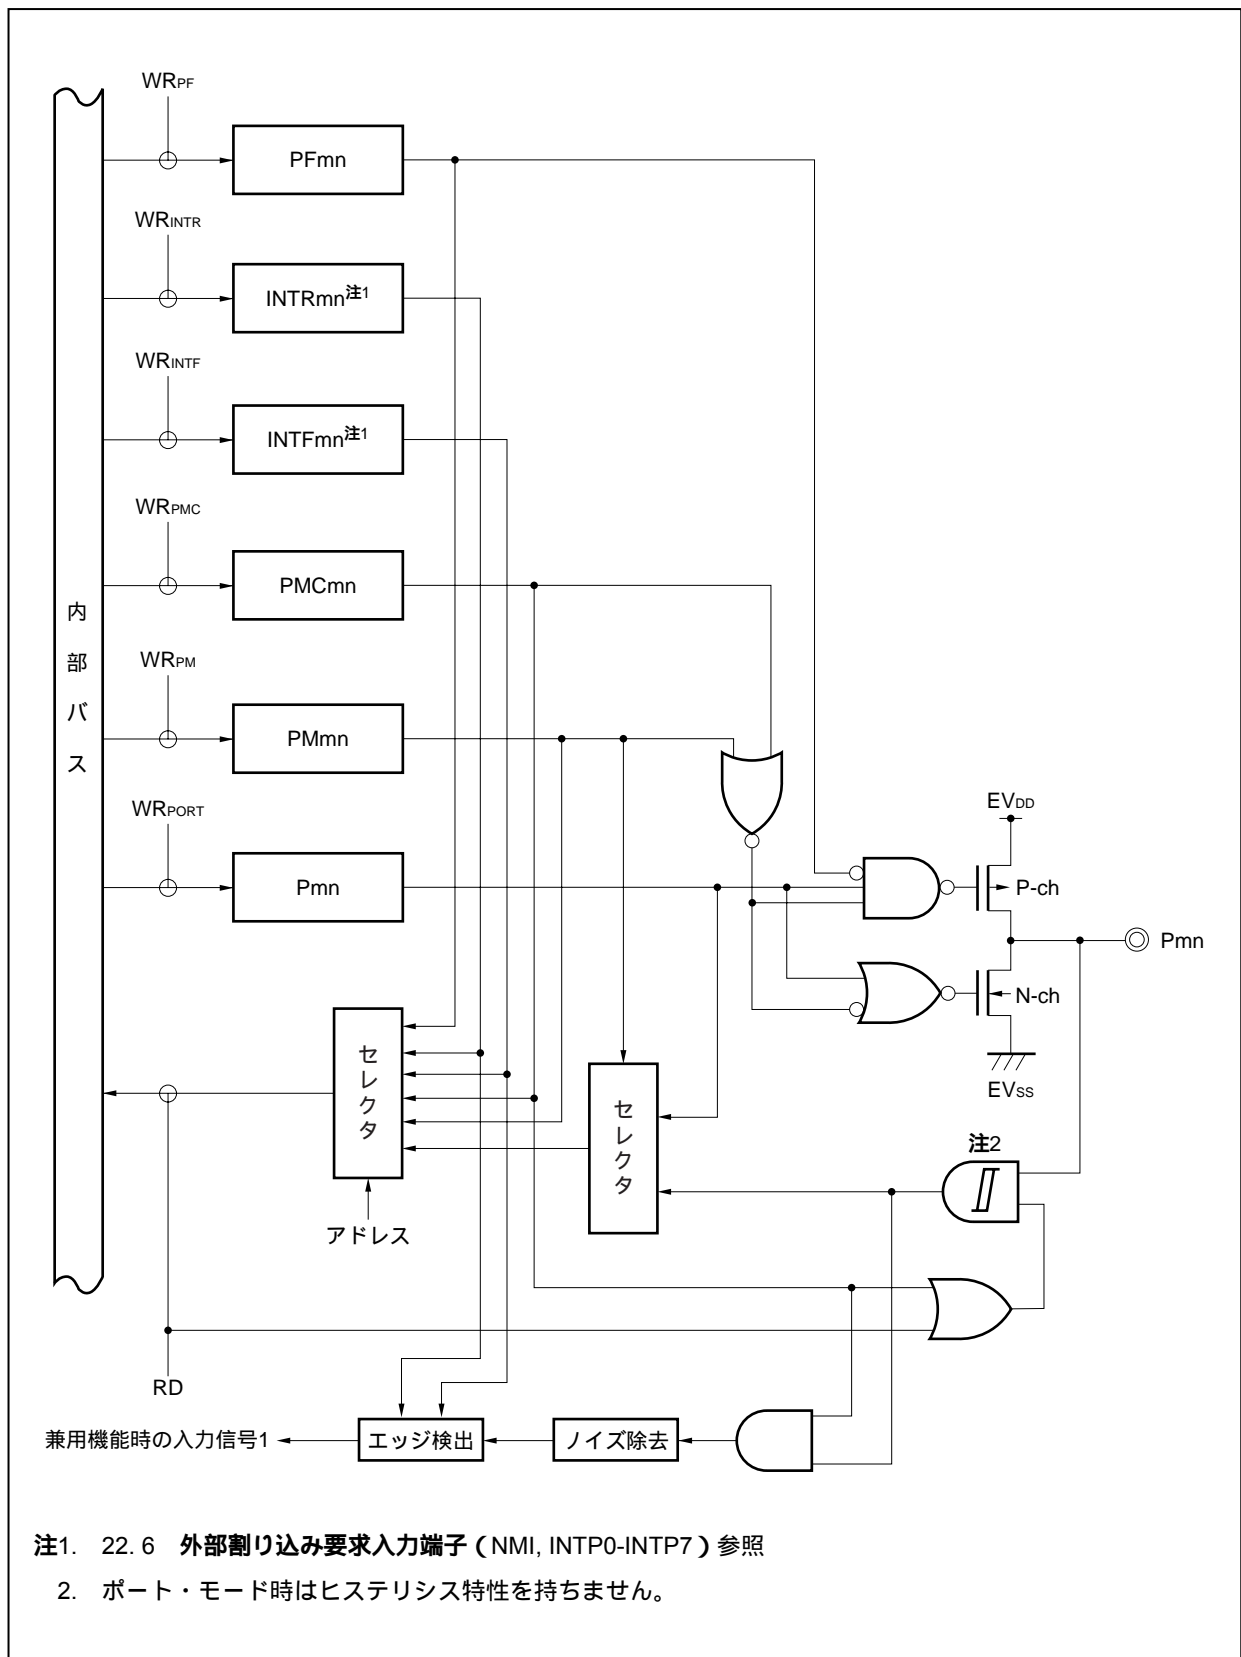 WRPF
PFmn
WRINTR
INTRmn注1
WRINTF
INTFmn注1
WRPMC
PMCmn
内部バス
WRPM
PMmn
WRPORT
Pmn
EVDD
P-ch
Pmn
N-ch
EVSS
セレクタ
セレクタ
注2
アドレス
RD
兼用機能時の入力信号1
エッジ検出
ノイズ除去
注1. 22. 6 外部割り込み要求入力端子（NMI, INTP0-INTP7）参照
2. ポート・モード時はヒステリシス特性を持ちません。